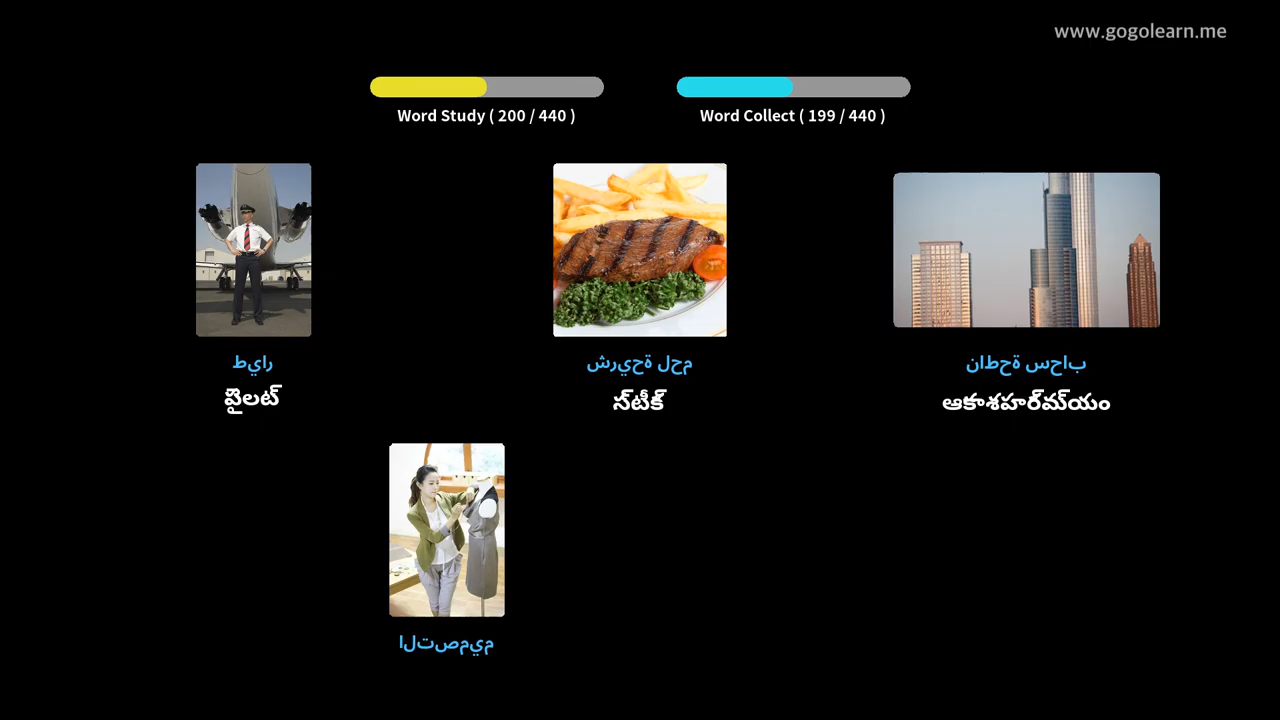 www.gogolearn.me
Word Study ( 200 / 440 )
Word Collect ( 199 / 440 )
طيار
పైలట్
شريحة لحم
స్టీక్
ناطحة سحاب
ఆకాశహర్మ్యం
التصميم